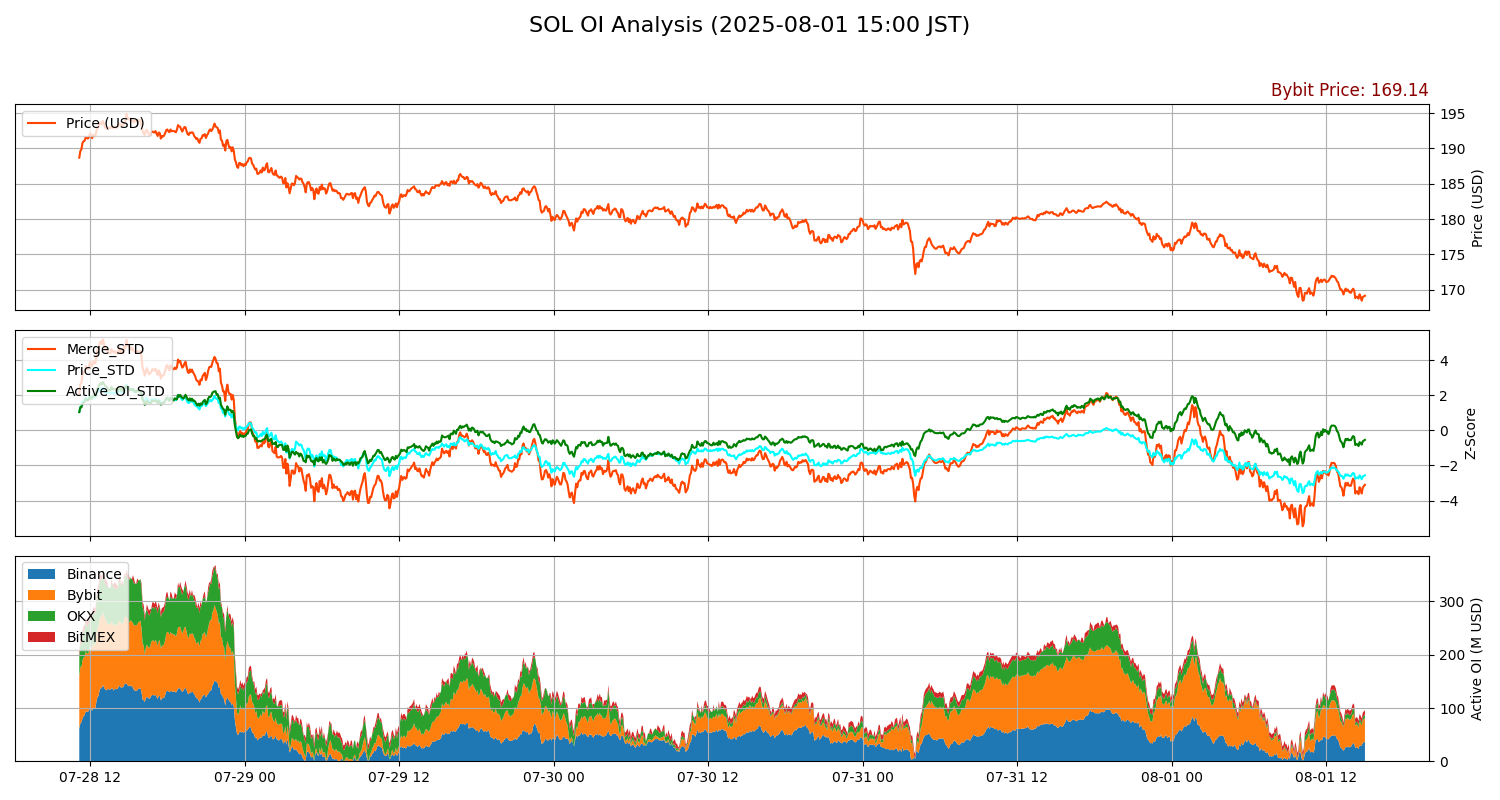 SOL OI Analysis (2025-08-01 15:00 JST)
Bybit Price: 169.14
Price (USD)
195
190
185
180
175
170
Price (USD)
Merge_STD
Price_STD
Active_OI_STD
4
2
0
−2
−4
Z-Score
Binance
Bybit
OKX
BitMEX
300
200
100
0
Active OI (M USD)
07-28 12
07-29 00
07-29 12
07-30 00
07-30 12
07-31 00
07-31 12
08-01 00
08-01 12